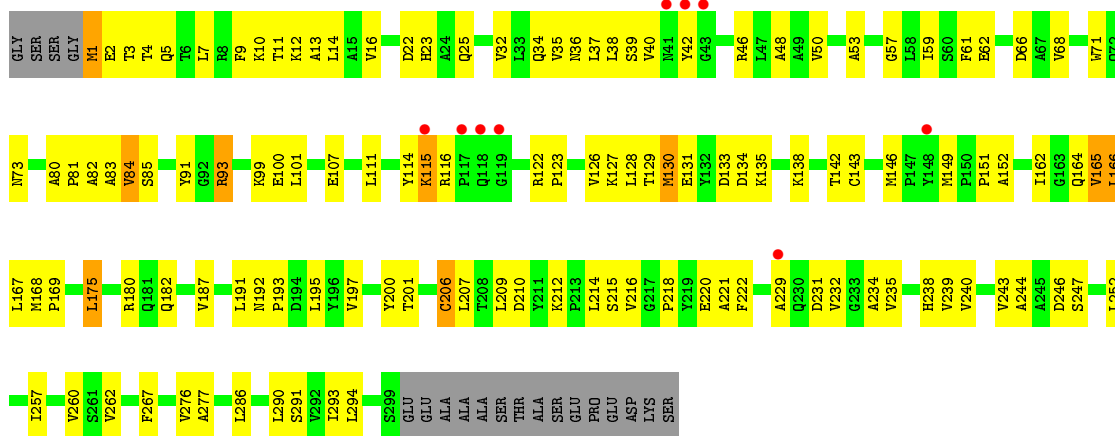 GLY SER SER GLY M1 E2 T3 T4 Q5 T6 L7 R8 F9 K10 T11 K12 A13 L14 A15 V16 D22 H23 A24 Q25 V32 L33 Q34 V35 N36 L37 L38 S39 V40 N41 Y42 G43 R46 L47 A48 A49 V50 A53 G57 L58 I59 S60 F61 E62 D66 A67 V68 W71
N73 A80 P81 A82 A83 V84 S85 Y91 G92 R93 K99 E100 L101 E107 L111 Y114 K115 R116 P117 Q118 G119 R122 P123 V126 K127 L128 T129 M130 E131 Y132 D133 D134 K135 K138 T142 C143 M146 P147 Y148 M149 P150 P151 A152 I162 G163 Q164 V165 L166
L167 M168 P169 L175 R180 Q181 Q182 V187 L191 N192 P193 D194 L195 Y196 V197 Y200 T201 C206 L207 T208 L209 D210 Y211 K212 P213 L214 S215 V216 G217 P218 Y219 E220 A221 F222 A229 Q230 D231 V232 G233 A234 V235 H238 V239 V240 V243 A244 A245 D246 S247
I257 V260 S261 V262 F267 V276 A277 L286 L290 S291 V292 L293 L294 S299 GLU GLU ALA ALA ALA SER THR ALA SER GLU PRO GLU ASP LYS SER